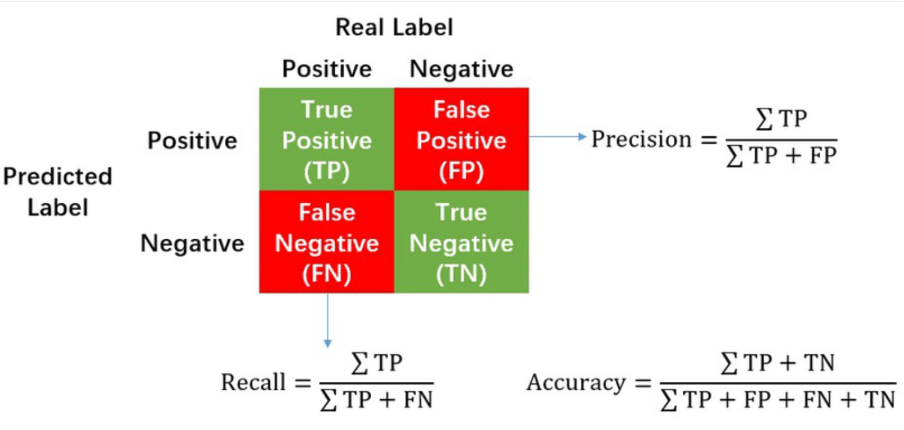 Real Label
Positive Negative
Predicted
Label
Positive
True
Positive
(TP)
False
Positive
(FP)
Negative
False
Negative
(FN)
True
Negative
(TN)
Precision = ∑ TP / ∑ TP + FP
Recall = ∑ TP / ∑ TP + FN
Accuracy = ∑ TP + TN / ∑ TP + FP + FN + TN